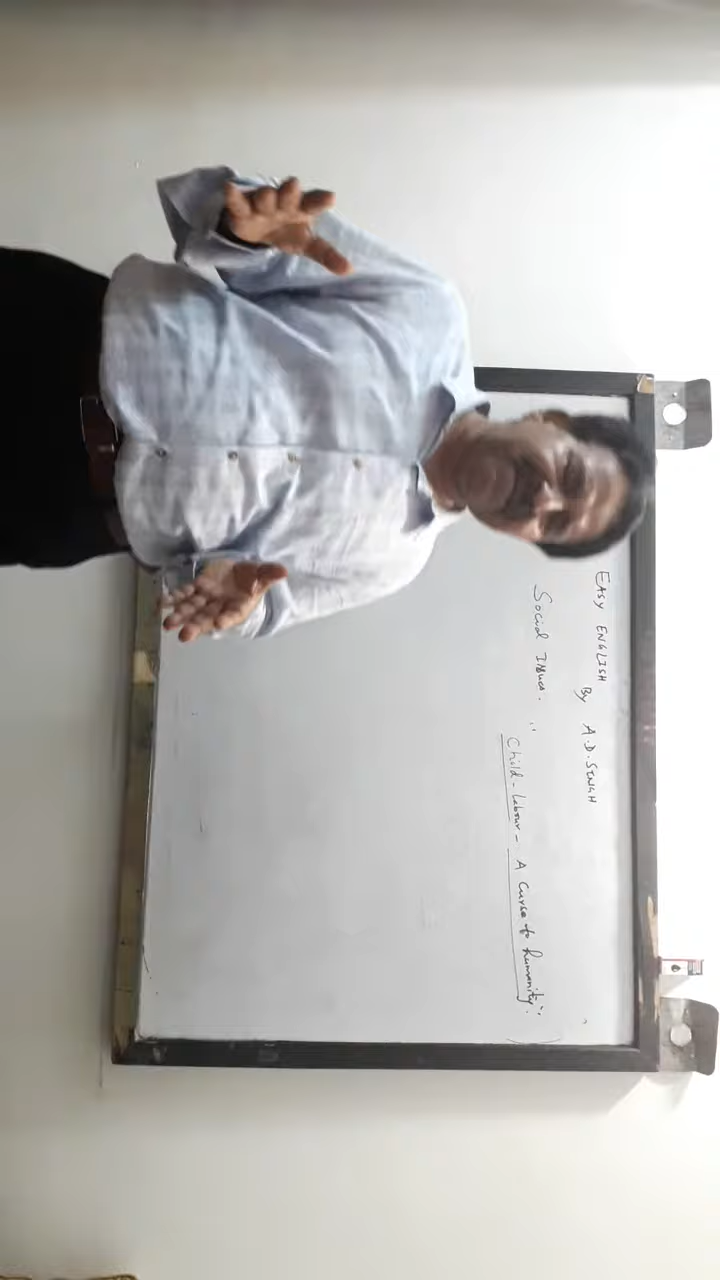 EASY ENGLISH By A.D. SINGH
Social Issues. " Child-labour - A curse to humanity".